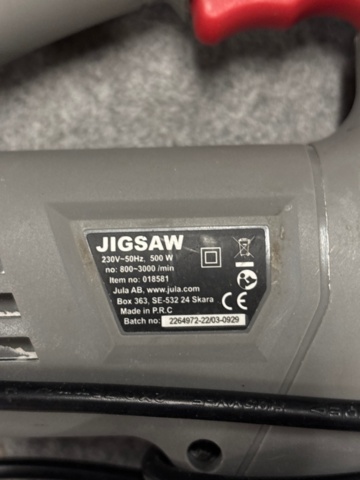 JIGSAW
230V~50Hz. 500 W
no: 800~3000 /min
Item no: 018581
Jula AB, www.jula.com
Box 363, SE-532 24 Skara
Made in P.R.C
Batch no: 2264972-22/03-0929
CE